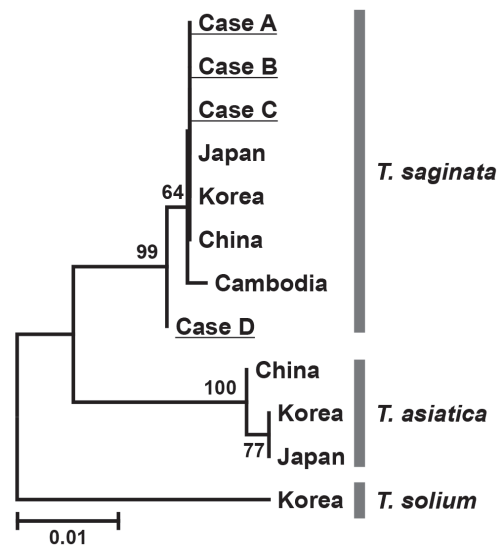 Case A
Case B
Case C
Japan
T. saginata
64
Korea
China
99
Cambodia
Case D
China
100
Korea
T. asiatica
77
Japan
Korea
T. solium
0.01